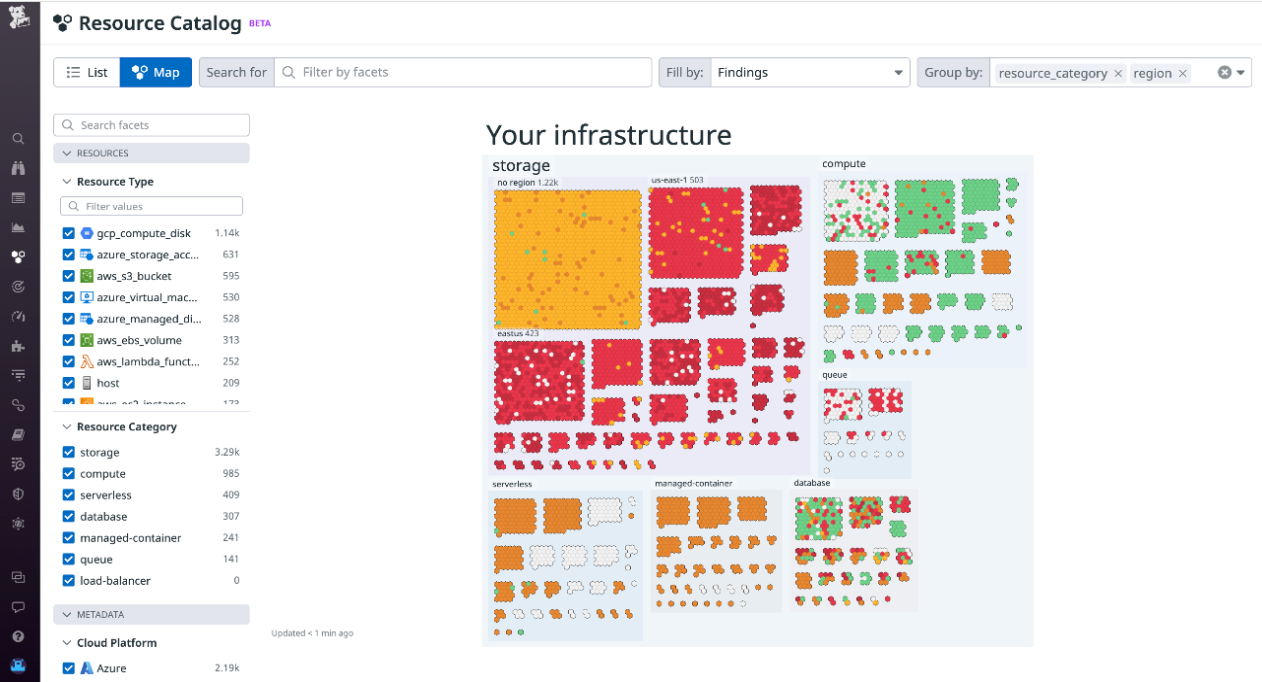 Resource Catalog BETA
List Map Search for Filter by facets Fill by: Findings Group by: resource_category × region ×
Search facets
RESOURCES
Resource Type
Filter values
gcp_compute_disk 1.14k
azure_storage_acc... 631
aws_s3_bucket 595
azure_virtual_mac... 530
azure_managed_di... 528
aws_ebs_volume 313
aws_lambda_funct... 252
host 209
Resource Category
storage 3.29k
compute 985
serverless 409
database 307
managed-container 241
queue 141
load-balancer 0
METADATA
Cloud Platform
Azure 2.19k
Updated < 1 min ago
Your infrastructure
storage
no region 1.22k
us-east-1 503
eastus 423
compute
queue
serverless
managed-container
database